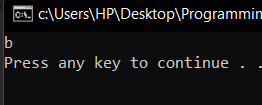 c:\Users\HP\Desktop\Programmin
b
Press any key to continue . .